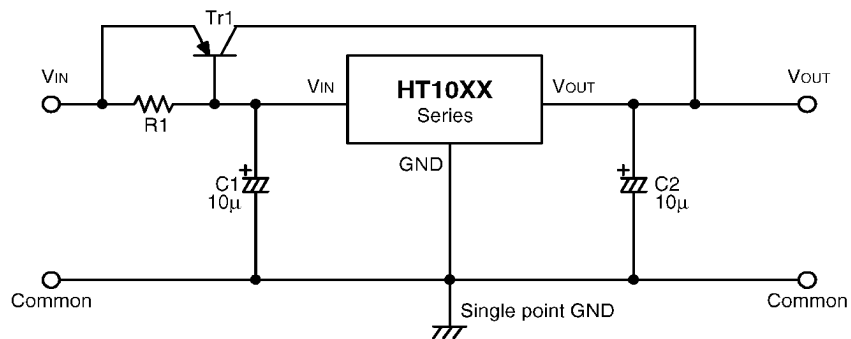 Tr1
VIN
R1
VIN
HT10XX
Series
VOUT
VOUT
GND
+
C1
10μ
+
C2
10μ
Common
Single point GND
Common